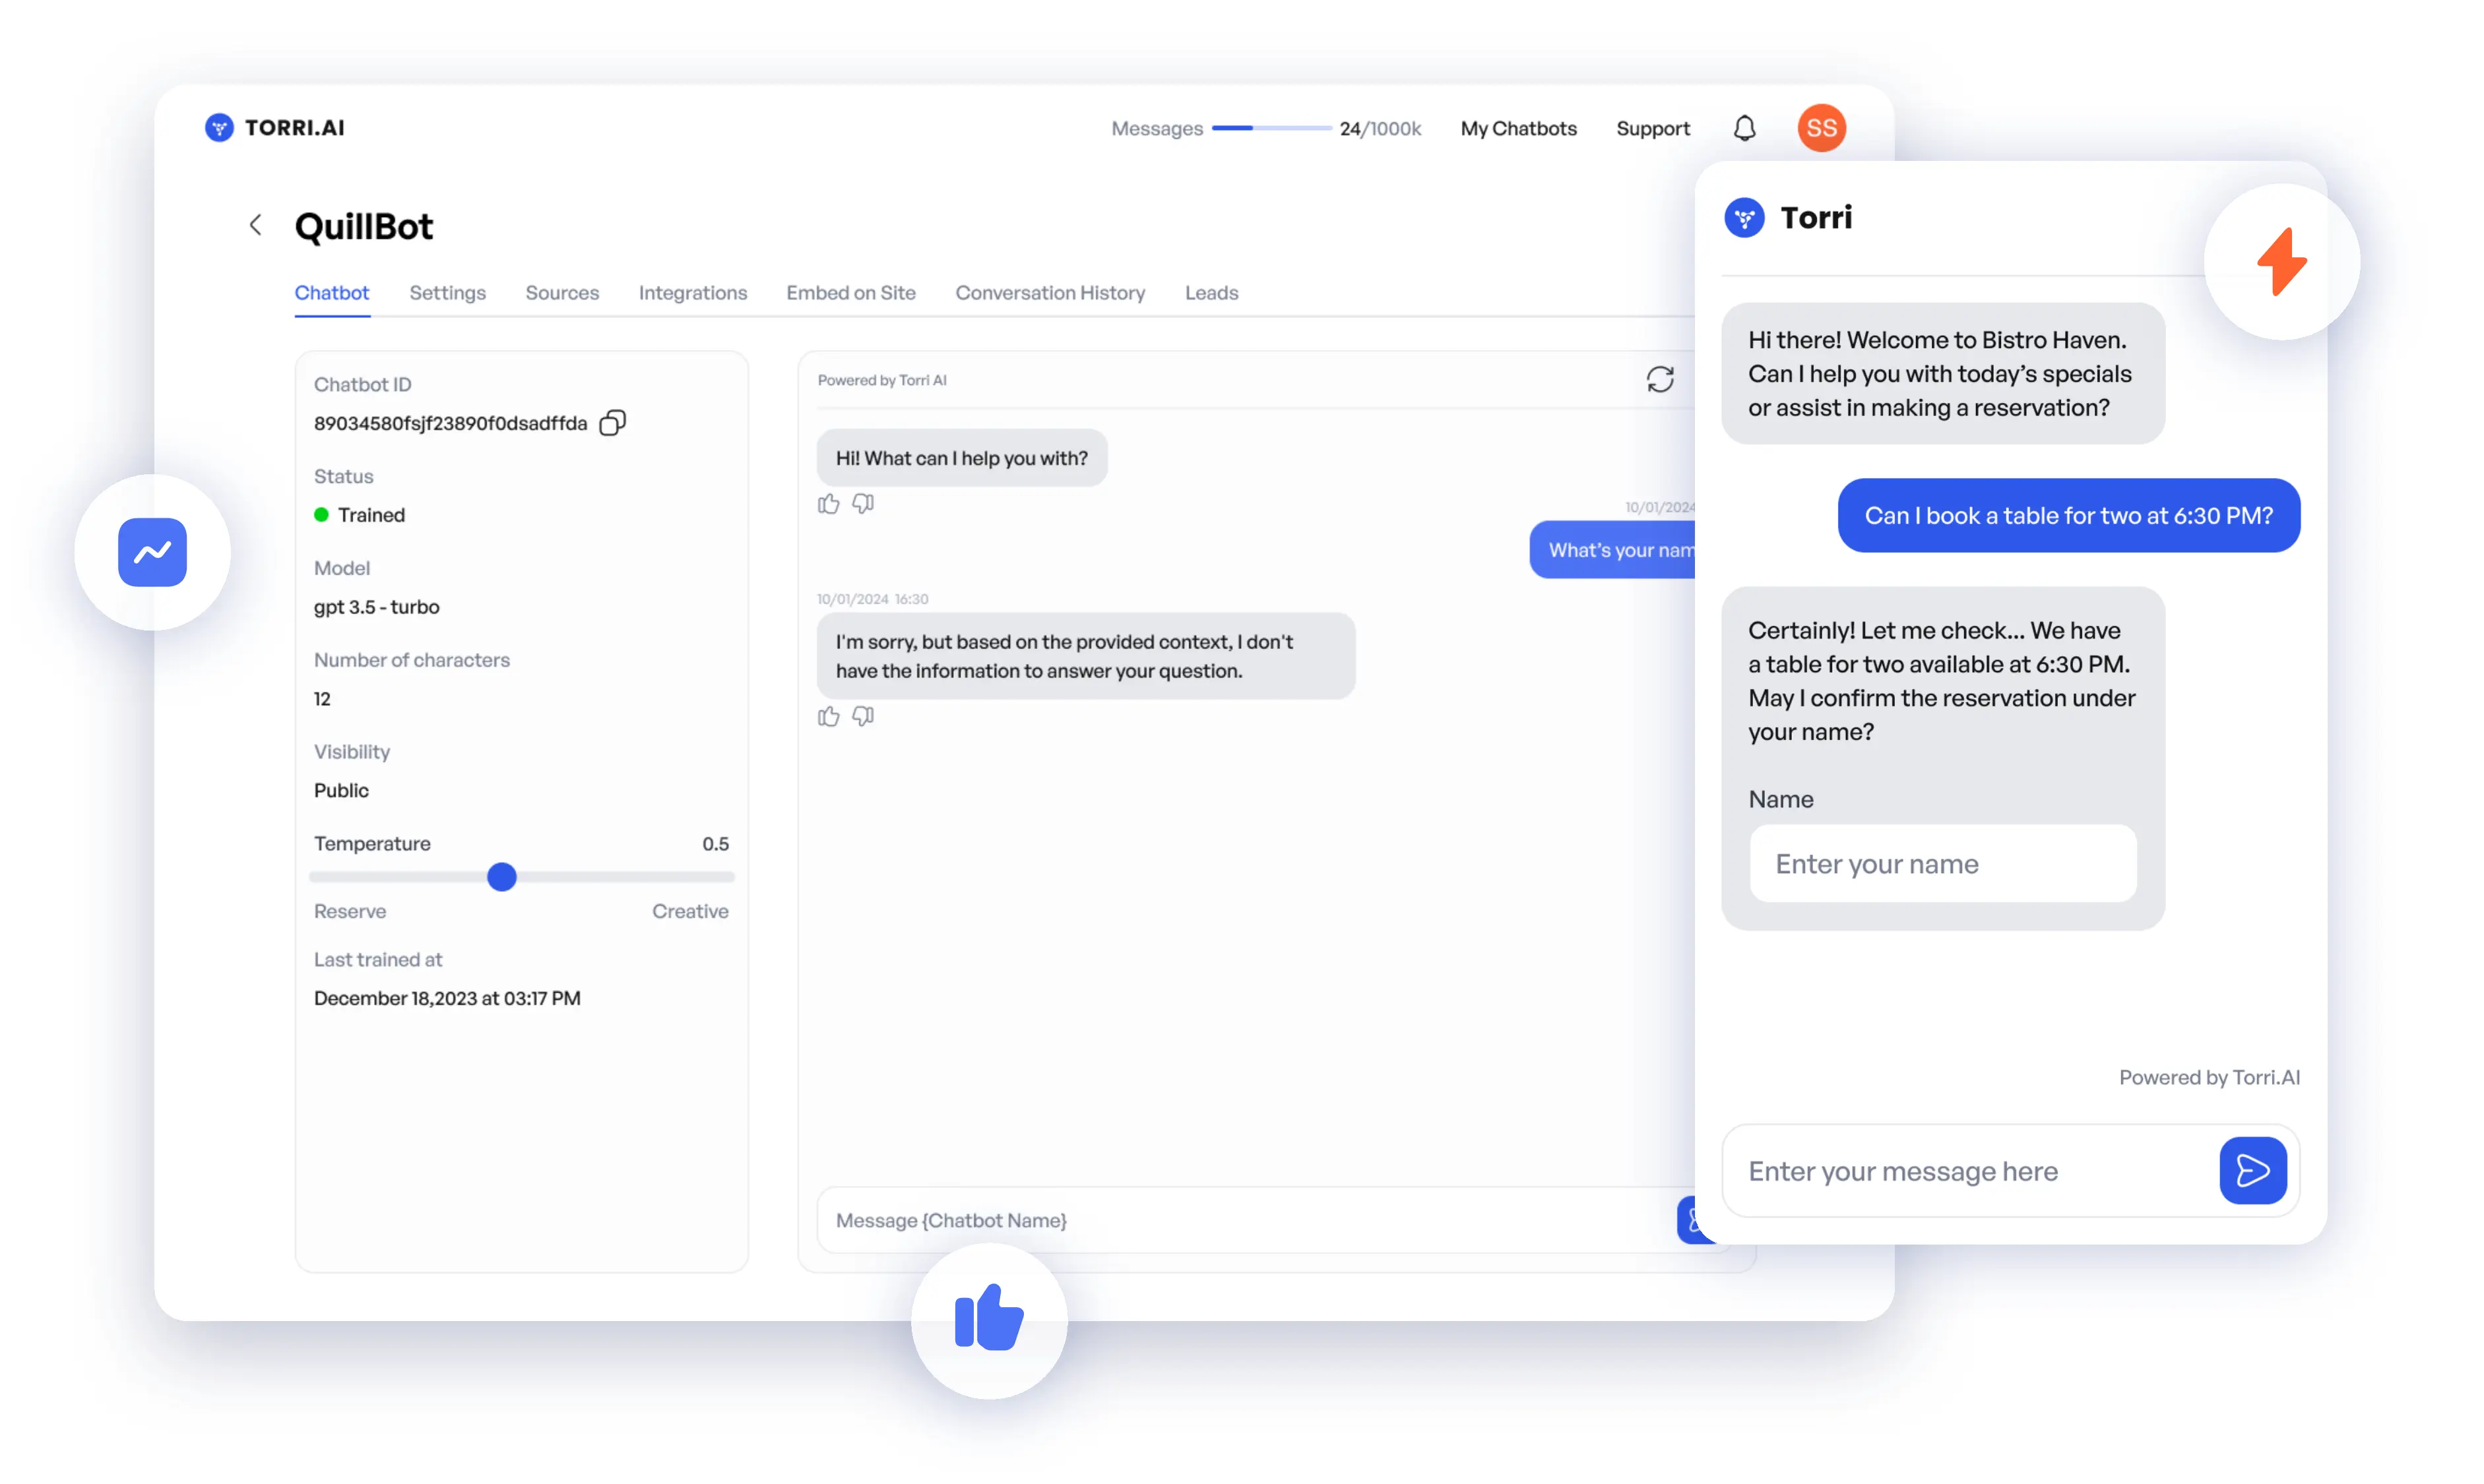 TORRI.AI
Messages 24/1000k My Chatbots Support SS
QuillBot
Chatbot Settings Sources Integrations Embed on Site Conversation History Leads
Chatbot ID
89034580fsjf23890f0dsadffda
Status
Trained
Model
gpt 3.5 - turbo
Number of characters
12
Visibility
Public
Temperature 0.5
Reserve Creative
Last trained at
December 18,2023 at 03:17 PM
Powered by Torri AI
Hi! What can I help you with?
10/01/2024
What's your nam
10/01/2024 16:30
I'm sorry, but based on the provided context, I don't
have the information to answer your question.
Message {Chatbot Name}
Torri
Hi there! Welcome to Bistro Haven.
Can I help you with today's specials
or assist in making a reservation?
Can I book a table for two at 6:30 PM?
Certainly! Let me check... We have
a table for two available at 6:30 PM.
May I confirm the reservation under
your name?
Name
Enter your name
Powered by Torri.AI
Enter your message here